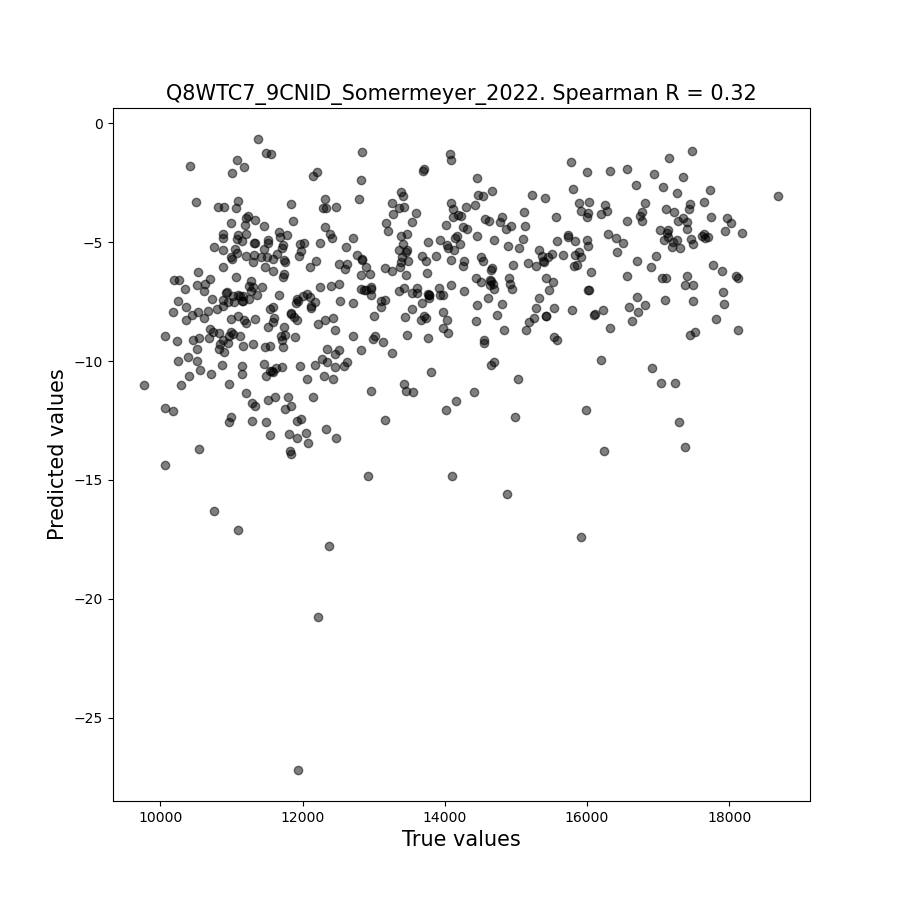 Q8WTC7_9CNID_Somermeyer_2022. Spearman R = 0.32
Predicted values
0
−5
−10
−15
−20
−25
10000 12000 14000 16000 18000
True values